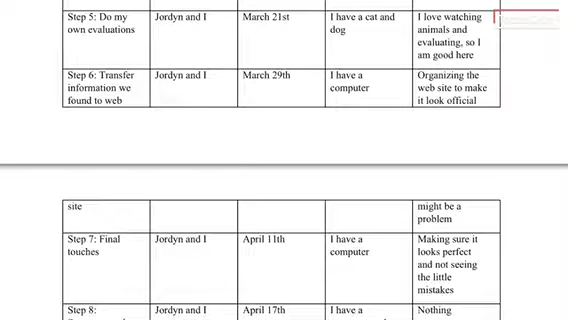 Step 5: Do my Jordyn and I March 21st I have a cat and I love watching
own evaluations dog animals and
evaluating, so I
am good here
Step 6: Transfer Jordyn and I March 29th I have a Organizing the
information we computer web site to make
found to web it look official
site might be a
problem
Step 7: Final Jordyn and I April 11th I have a Making sure it
touches computer looks perfect
and not seeing
the little
mistakes
Step 8: Jordyn and I April 17th I have a Nothing